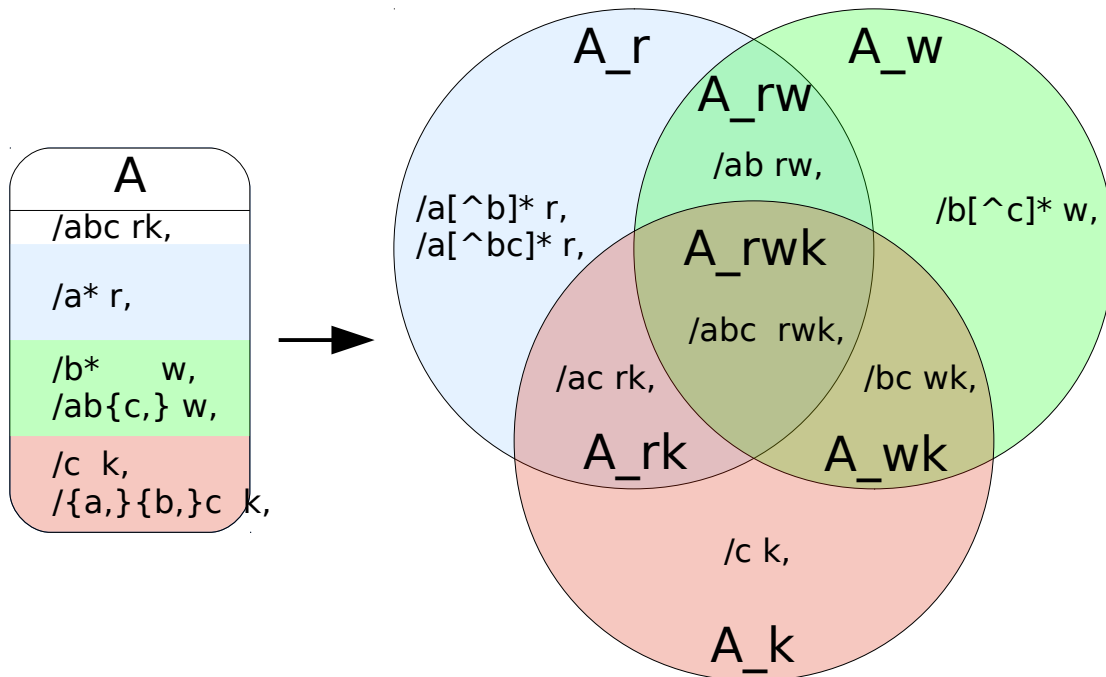 A
/abc rk,
/a* r,
/b* w,
/ab{c,} w,
/c k,
/{a,}{b,}c k,
A_r
A_w
A_rw
/ab rw,
/a[^b]* r,
/a[^bc]* r,
/b[^c]* w,
A_rwk
/abc rwk,
/ac rk,
/bc wk,
A_rk
A_wk
/c k,
A_k